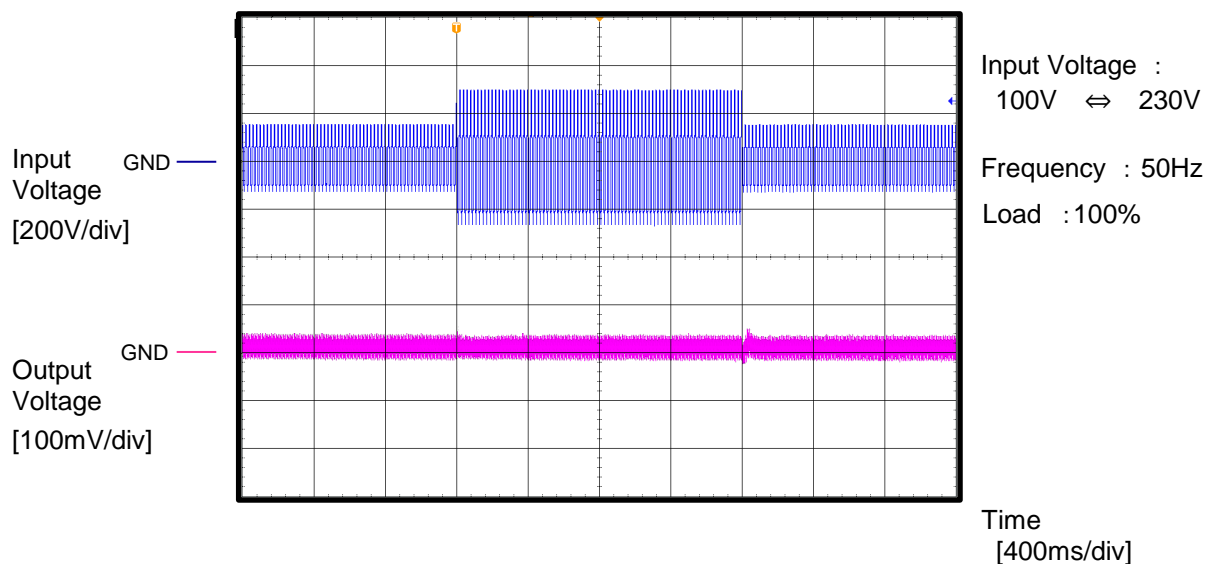 T
Input Voltage :
100V ⇔ 230V
Input
Voltage
GND
[200V/div]
Frequency : 50Hz
Load : 100%
Output
Voltage
GND
[100mV/div]
Time
[400ms/div]